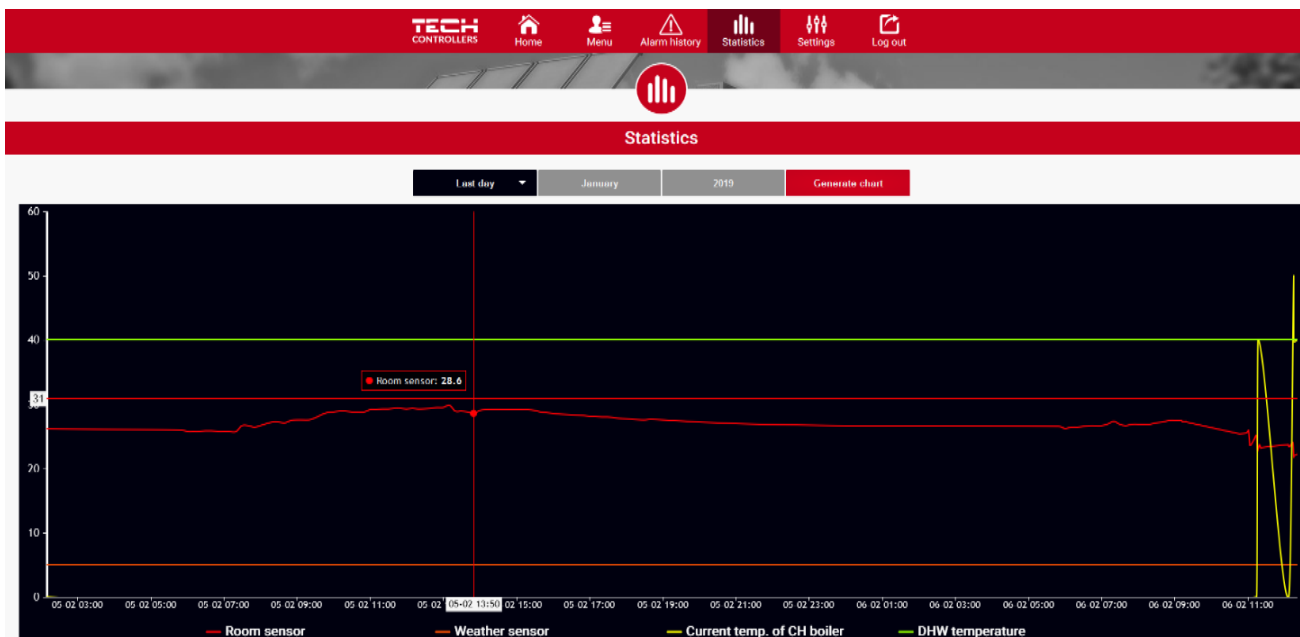 TECH
CONTROLLERS
Home
Menu
Alarm history
Statistics
Settings
Log out
Statistics
Last day
January
2019
Generate chart
60
50
40
Room sensor: 28.6
31
20
10
0
05 02 03:00 05 02 05:00 05 02 07:00 05 02 09:00 05 02 11:00 05 02 05-02 13:50 02 15:00 05 02 17:00 05 02 19:00 05 02 21:00 05 02 23:00 06 02 01:00 06 02 03:00 06 02 05:00 06 02 07:00 06 02 09:00 06 02 11:00
Room sensor Weather sensor Current temp. of CH boiler DHW temperature